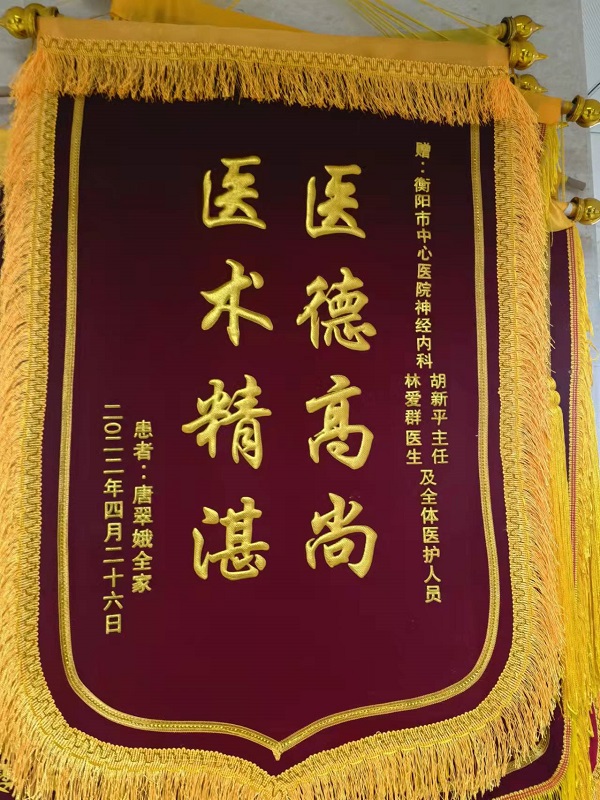 赠：衡阳市中心医院神经内科
胡新平主任
林爱群医生
及全体医护人员
医德高尚
医术精湛
患者：唐翠娥全家
二〇二二年四月二十六日